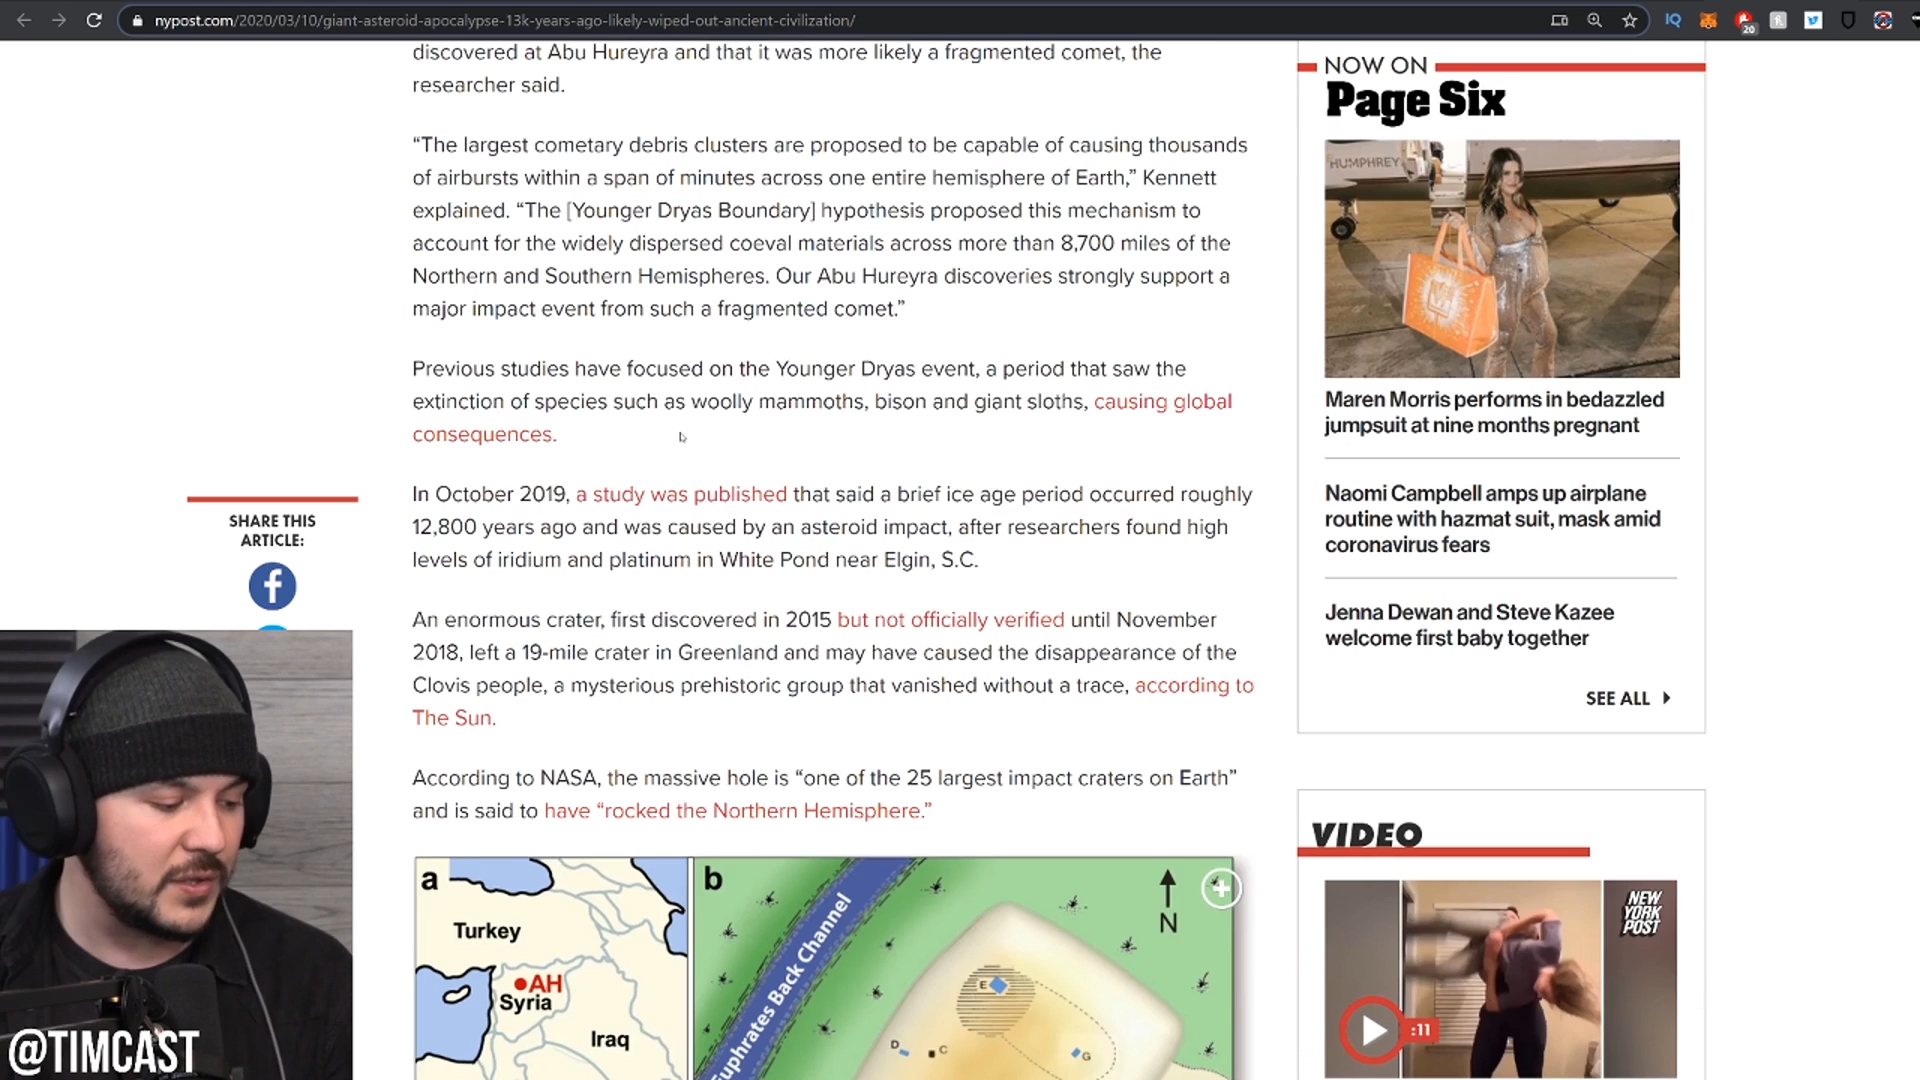 nypost.com/2020/03/10/giant-asteroid-apocalypse-13k-years-ago-likely-wiped-out-ancient-civilization/
IQ
20
discovered at Abu Hureyra and that it was more likely a fragmented comet, the
researcher said.
“The largest cometary debris clusters are proposed to be capable of causing thousands
of airbursts within a span of minutes across one entire hemisphere of Earth,” Kennett
explained. “The [Younger Dryas Boundary] hypothesis proposed this mechanism to
account for the widely dispersed coeval materials across more than 8,700 miles of the
Northern and Southern Hemispheres. Our Abu Hureyra discoveries strongly support a
major impact event from such a fragmented comet.”
Previous studies have focused on the Younger Dryas event, a period that saw the
extinction of species such as woolly mammoths, bison and giant sloths, causing global
consequences.
In October 2019, a study was published that said a brief ice age period occurred roughly
12,800 years ago and was caused by an asteroid impact, after researchers found high
levels of iridium and platinum in White Pond near Elgin, S.C.
An enormous crater, first discovered in 2015 but not officially verified until November
2018, left a 19-mile crater in Greenland and may have caused the disappearance of the
Clovis people, a mysterious prehistoric group that vanished without a trace, according to
The Sun.
According to NASA, the massive hole is “one of the 25 largest impact craters on Earth”
and is said to have “rocked the Northern Hemisphere.”
SHARE THIS
ARTICLE:
a
Turkey
AH
Syria
Iraq
b
Euphrates Back Channel
N
E
D
C
G
NOW ON
Page Six
HUMPHREY
Maren Morris performs in bedazzled
jumpsuit at nine months pregnant
Naomi Campbell amps up airplane
routine with hazmat suit, mask amid
coronavirus fears
Jenna Dewan and Steve Kazee
welcome first baby together
SEE ALL
VIDEO
NEW
YORK
POST
:11
@TIMCAST